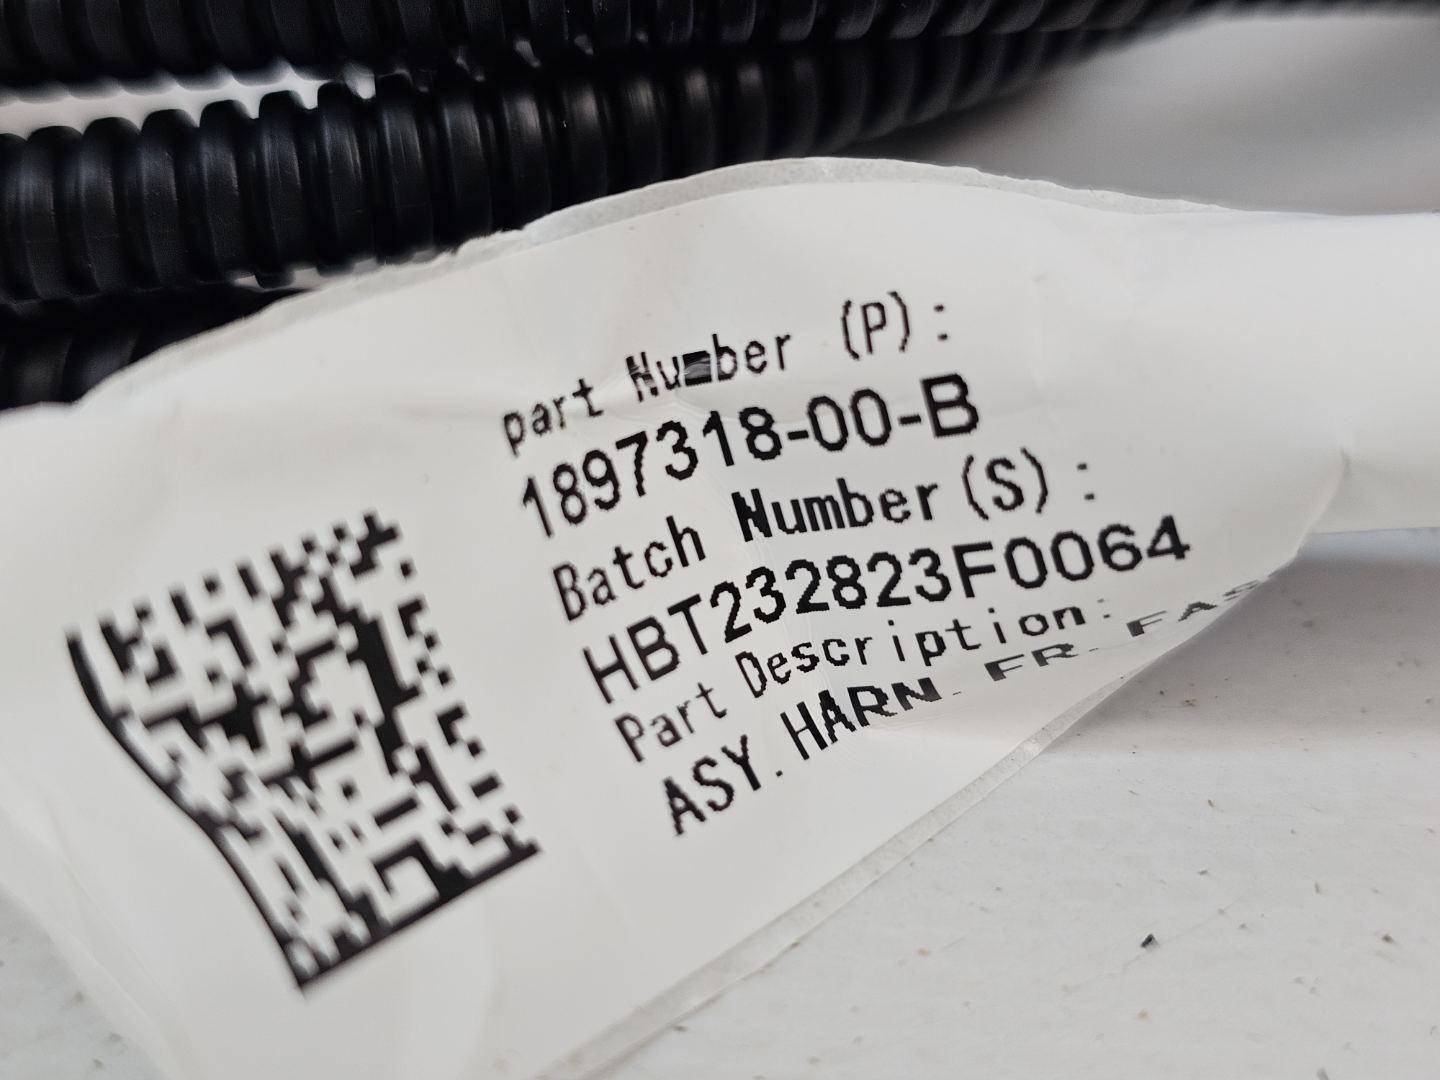 part Number (P) :
1897318-00-B
Batch Number (S) :
HBT232823F0064
Part Description:
ASY. HARN. FR.